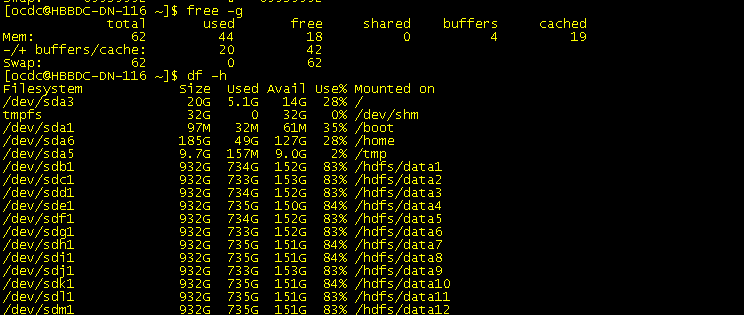 [ocdc@HBBDC-DN-116 ~]$ free -g
             total       used       free     shared    buffers     cached
Mem:            62         44         18          0          4         19
-/+ buffers/cache:         20         42
Swap:           62          0         62
[ocdc@HBBDC-DN-116 ~]$ df -h
Filesystem            Size  Used Avail Use% Mounted on
/dev/sda3              20G  5.1G   14G  28% /
tmpfs                  32G     0   32G   0% /dev/shm
/dev/sda1              97M   32M   61M  35% /boot
/dev/sda6             185G   49G  127G  28% /home
/dev/sda5             9.7G  157M  9.0G   2% /tmp
/dev/sdb1             932G  734G  152G  83% /hdfs/data1
/dev/sdc1             932G  733G  153G  83% /hdfs/data2
/dev/sdd1             932G  734G  152G  83% /hdfs/data3
/dev/sde1             932G  735G  150G  84% /hdfs/data4
/dev/sdf1             932G  734G  152G  83% /hdfs/data5
/dev/sdg1             932G  733G  152G  83% /hdfs/data6
/dev/sdh1             932G  735G  151G  84% /hdfs/data7
/dev/sdi1             932G  735G  151G  84% /hdfs/data8
/dev/sdj1             932G  733G  153G  83% /hdfs/data9
/dev/sdk1             932G  735G  151G  84% /hdfs/data10
/dev/sdl1             932G  735G  151G  83% /hdfs/data11
/dev/sdm1             932G  735G  151G  83% /hdfs/data12